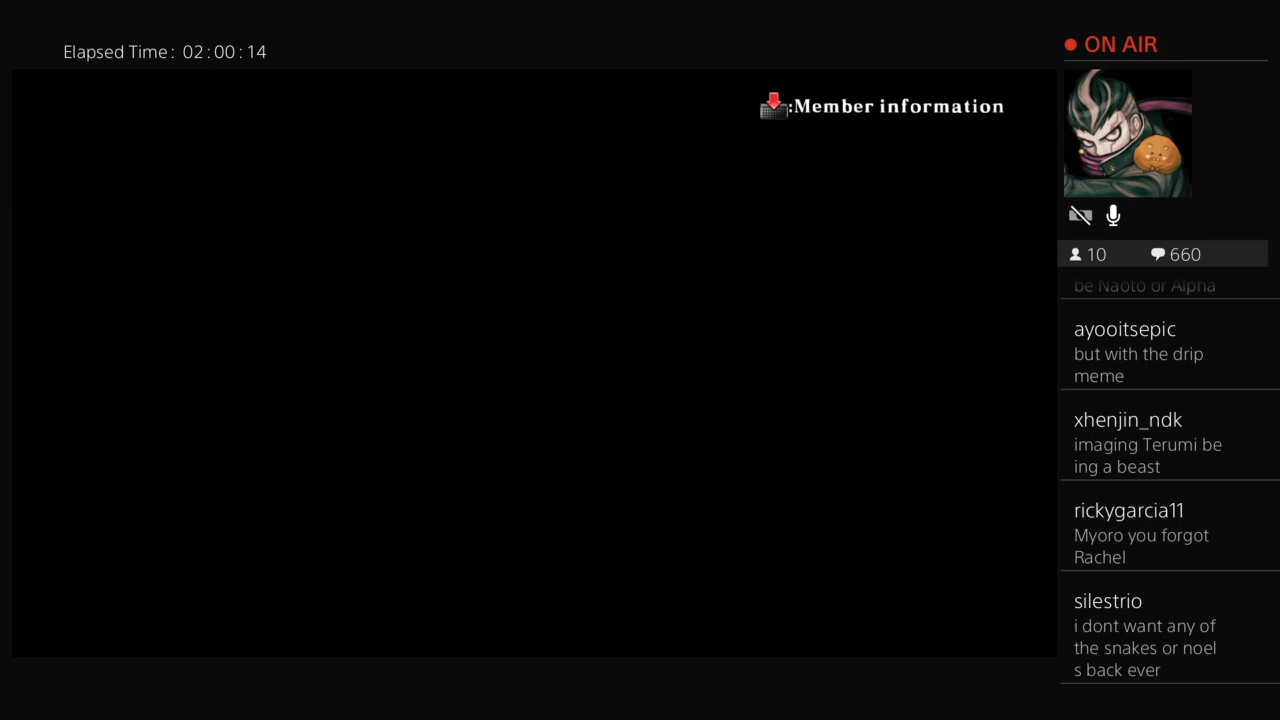 Elapsed Time: 02:00:14
:Member information
ON AIR
10 660
be Naoto or Alpha
ayooitsepic
but with the drip
meme
xhenjin_ndk
imaging Terumi be
ing a beast
rickygarcia11
Myoro you forgot
Rachel
silestrio
i dont want any of
the snakes or noel
s back ever